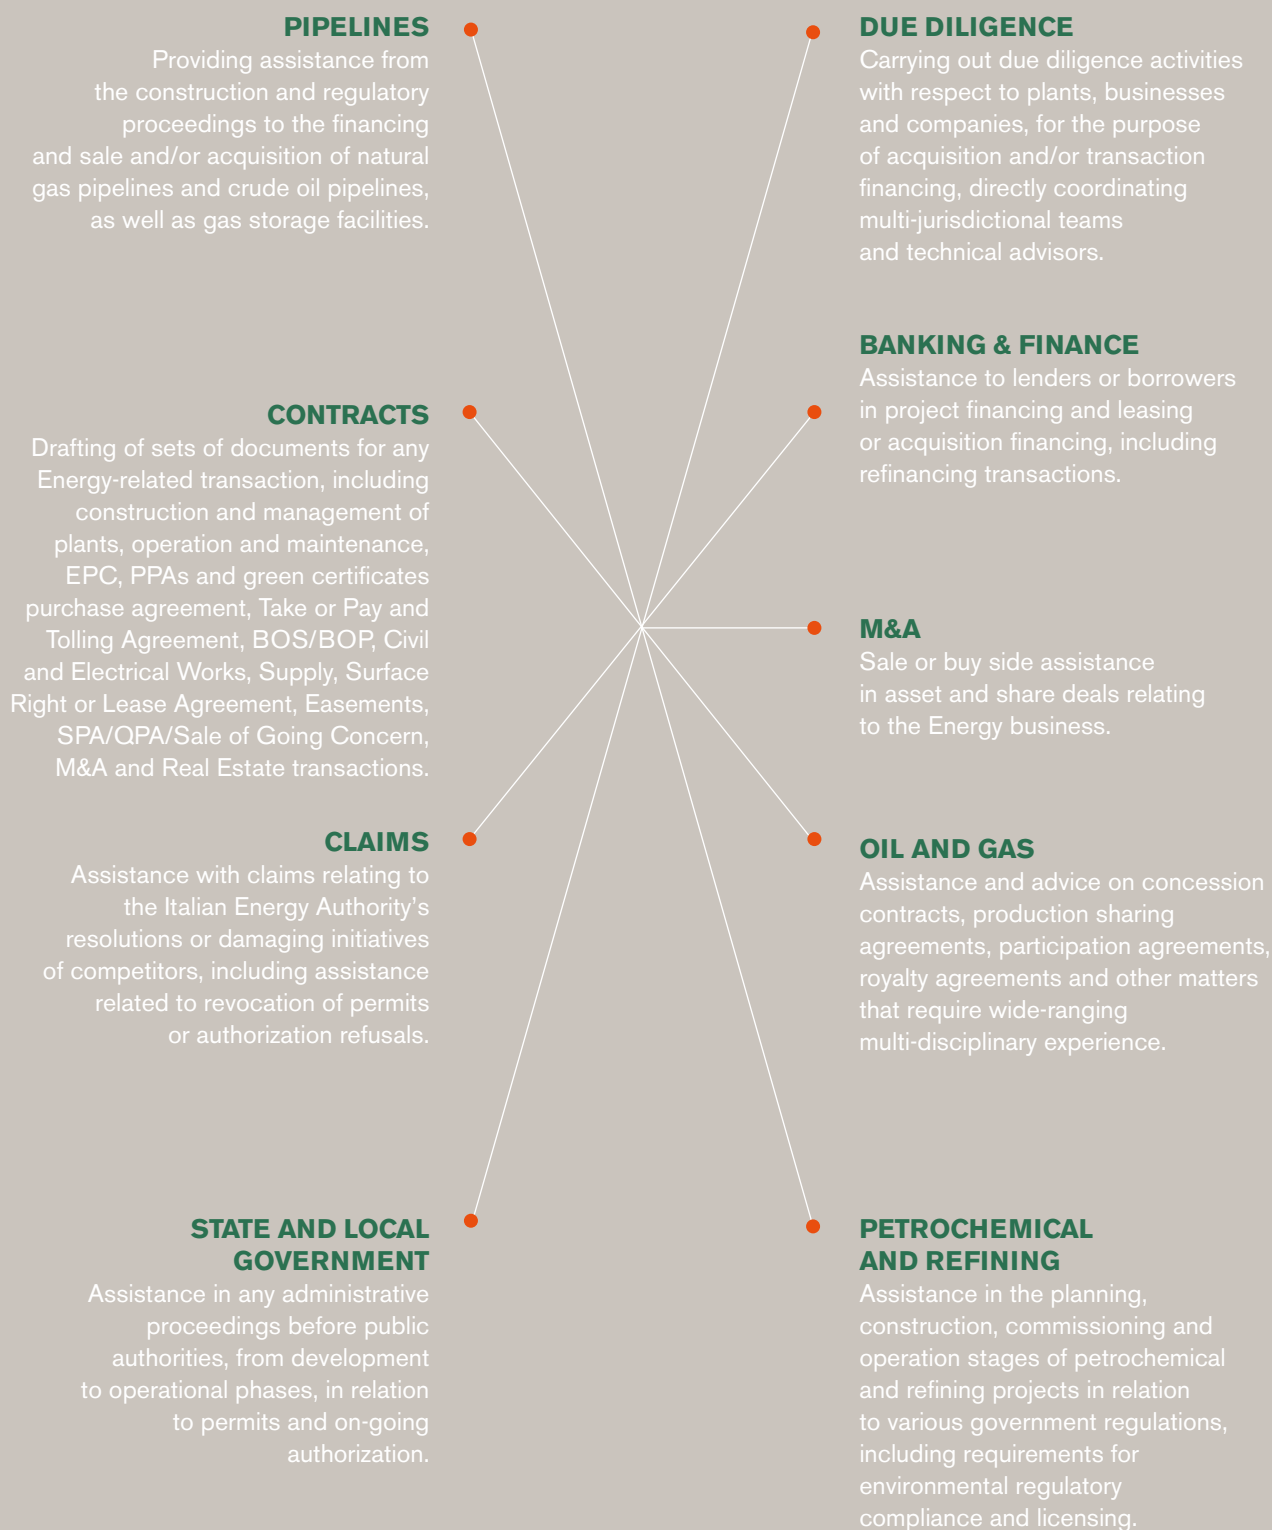 PIPELINES
Providing assistance from
the construction and regulatory
proceedings to the financing
and sale and/or acquisition of natural
gas pipelines and crude oil pipelines,
as well as gas storage facilities.
CONTRACTS
Drafting of sets of documents for any
Energy-related transaction, including
construction and management of
plants, operation and maintenance,
EPC, PPAs and green certificates
purchase agreement, Take or Pay and
Tolling Agreement, BOS/BOP, Civil
and Electrical Works, Supply, Surface
Right or Lease Agreement, Easements,
SPA/QPA/Sale of Going Concern,
M&A and Real Estate transactions.
CLAIMS
Assistance with claims relating to
the Italian Energy Authority’s
resolutions or damaging initiatives
of competitors, including assistance
related to revocation of permits
or authorization refusals.
STATE AND LOCAL
GOVERNMENT
Assistance in any administrative
proceedings before public
authorities, from development
to operational phases, in relation
to permits and on-going
authorization.
DUE DILIGENCE
Carrying out due diligence activities
with respect to plants, businesses
and companies, for the purpose
of acquisition and/or transaction
financing, directly coordinating
multi-jurisdictional teams
and technical advisors.
BANKING & FINANCE
Assistance to lenders or borrowers
in project financing and leasing
or acquisition financing, including
refinancing transactions.
M&A
Sale or buy side assistance
in asset and share deals relating
to the Energy business.
OIL AND GAS
Assistance and advice on concession
contracts, production sharing
agreements, participation agreements,
royalty agreements and other matters
that require wide-ranging
multi-disciplinary experience.
PETROCHEMICAL
AND REFINING
Assistance in the planning,
construction, commissioning and
operation stages of petrochemical
and refining projects in relation
to various government regulations,
including requirements for
environmental regulatory
compliance and licensing.